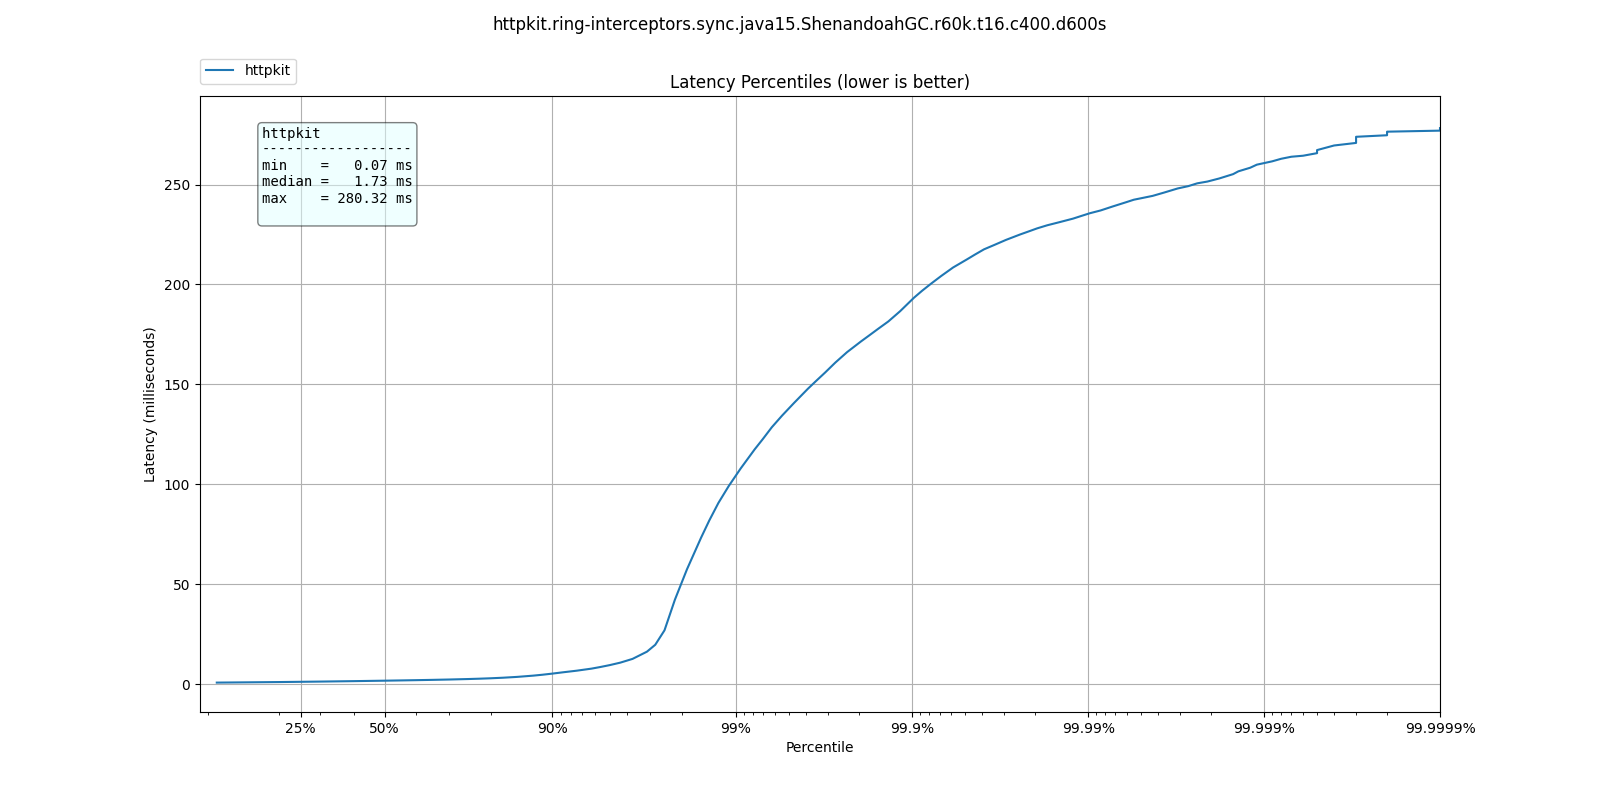 httpkit.ring-interceptors.sync.java15.ShenandoahGC.r60k.t16.c400.d600s
httpkit
Latency Percentiles (lower is better)
httpkit
------------------
min    =   0.07 ms
median =   1.73 ms
max    = 280.32 ms
250
200
150
100
50
0
Latency (milliseconds)
25% 50% 90% 99% 99.9% 99.99% 99.999% 99.9999%
Percentile